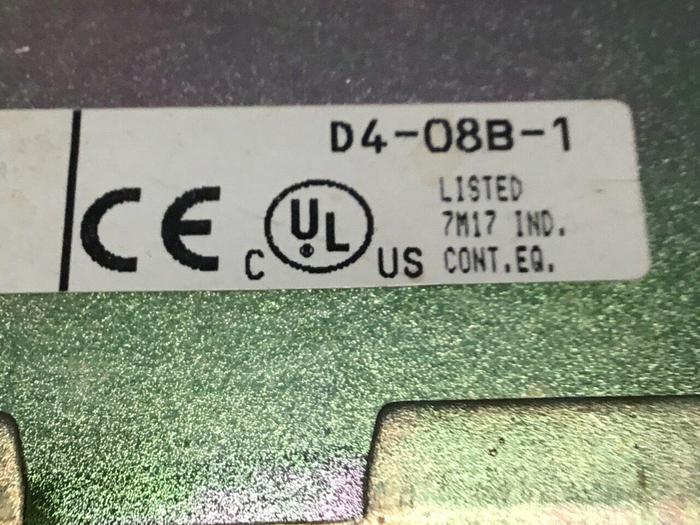 D4-08B-1
CE
C UL US
LISTED
7M17 IND.
CONT.EQ.